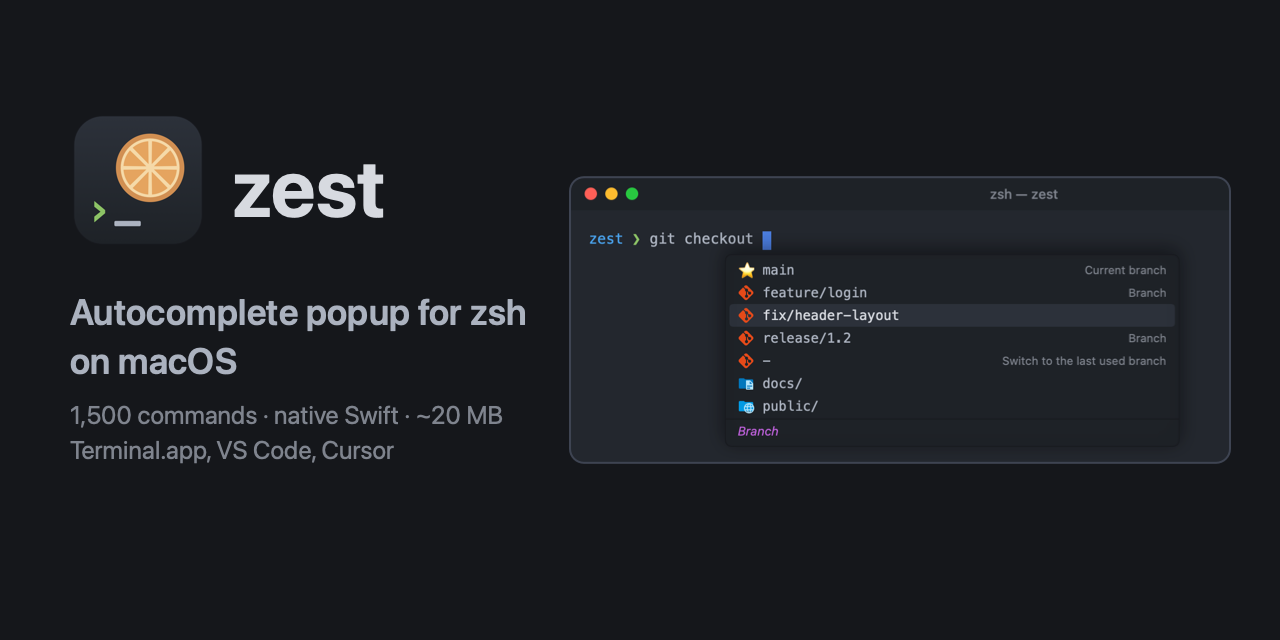 zest
Autocomplete popup for zsh
on macOS
1,500 commands · native Swift · ~20 MB
Terminal.app, VS Code, Cursor
zsh — zest
zest ❯ git checkout
main Current branch
feature/login Branch
fix/header-layout
release/1.2 Branch
- Switch to the last used branch
docs/
public/
Branch